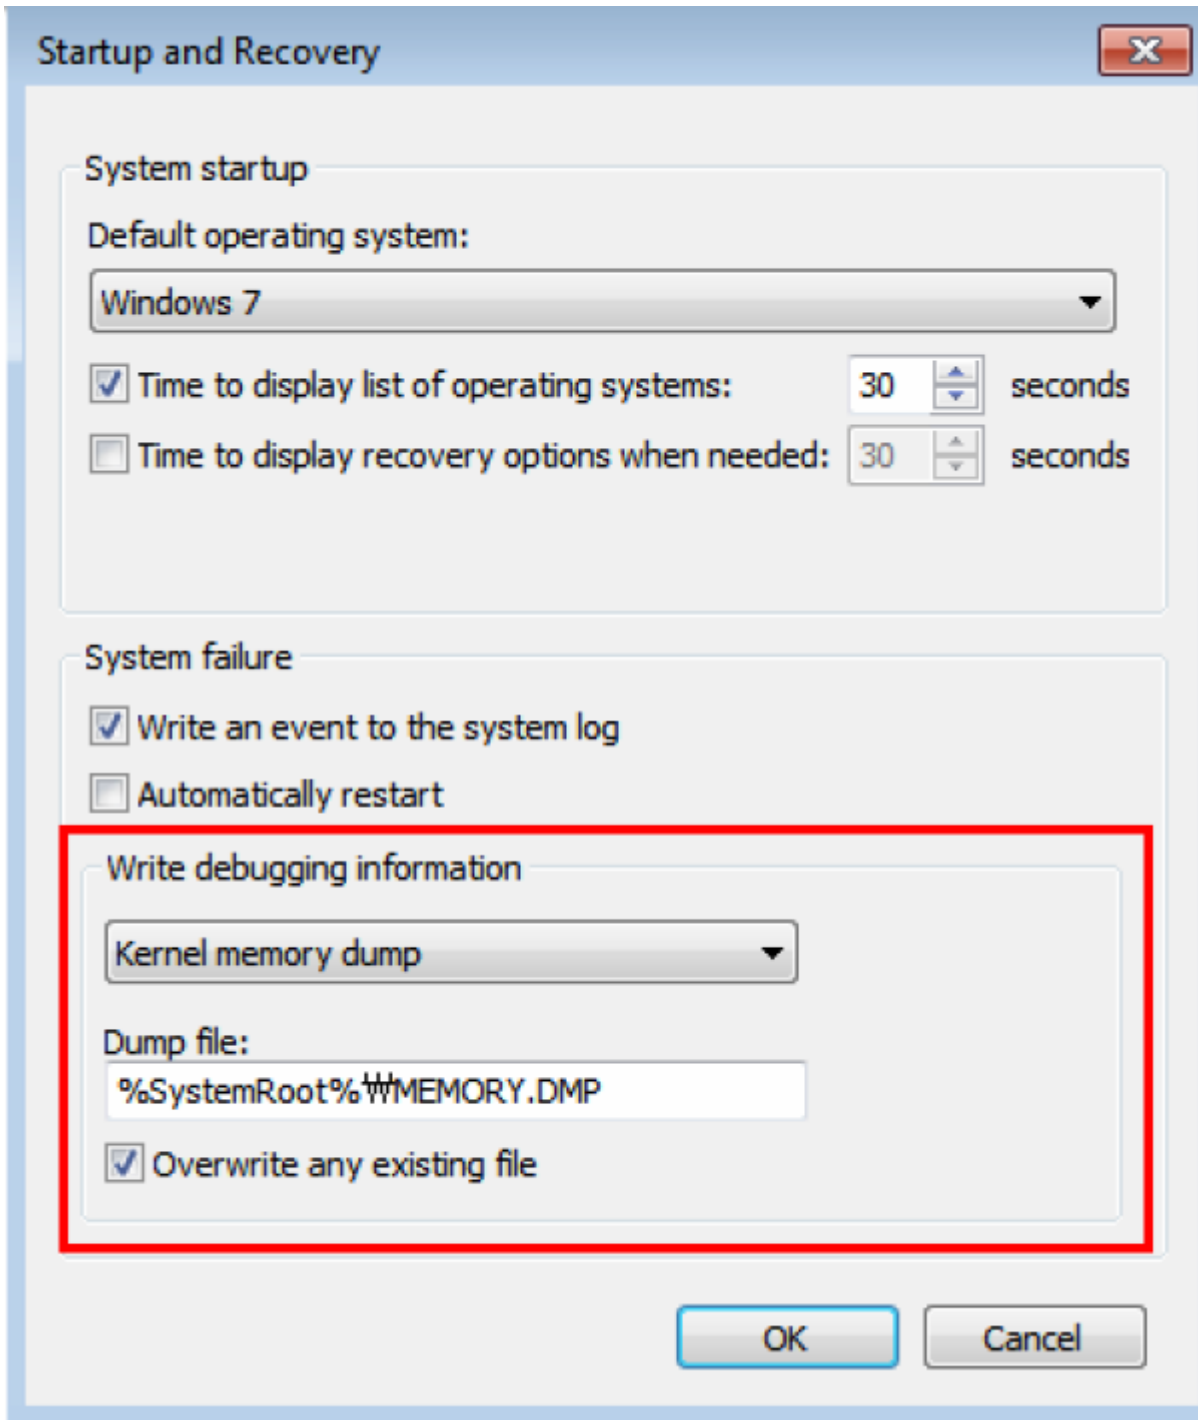 Startup and Recovery
System startup
Default operating system:
Windows 7
Time to display list of operating systems: 30 seconds
Time to display recovery options when needed: 30 seconds
System failure
Write an event to the system log
Automatically restart
Write debugging information
Kernel memory dump
Dump file:
%SystemRoot%₩MEMORY.DMP
Overwrite any existing file
OK Cancel